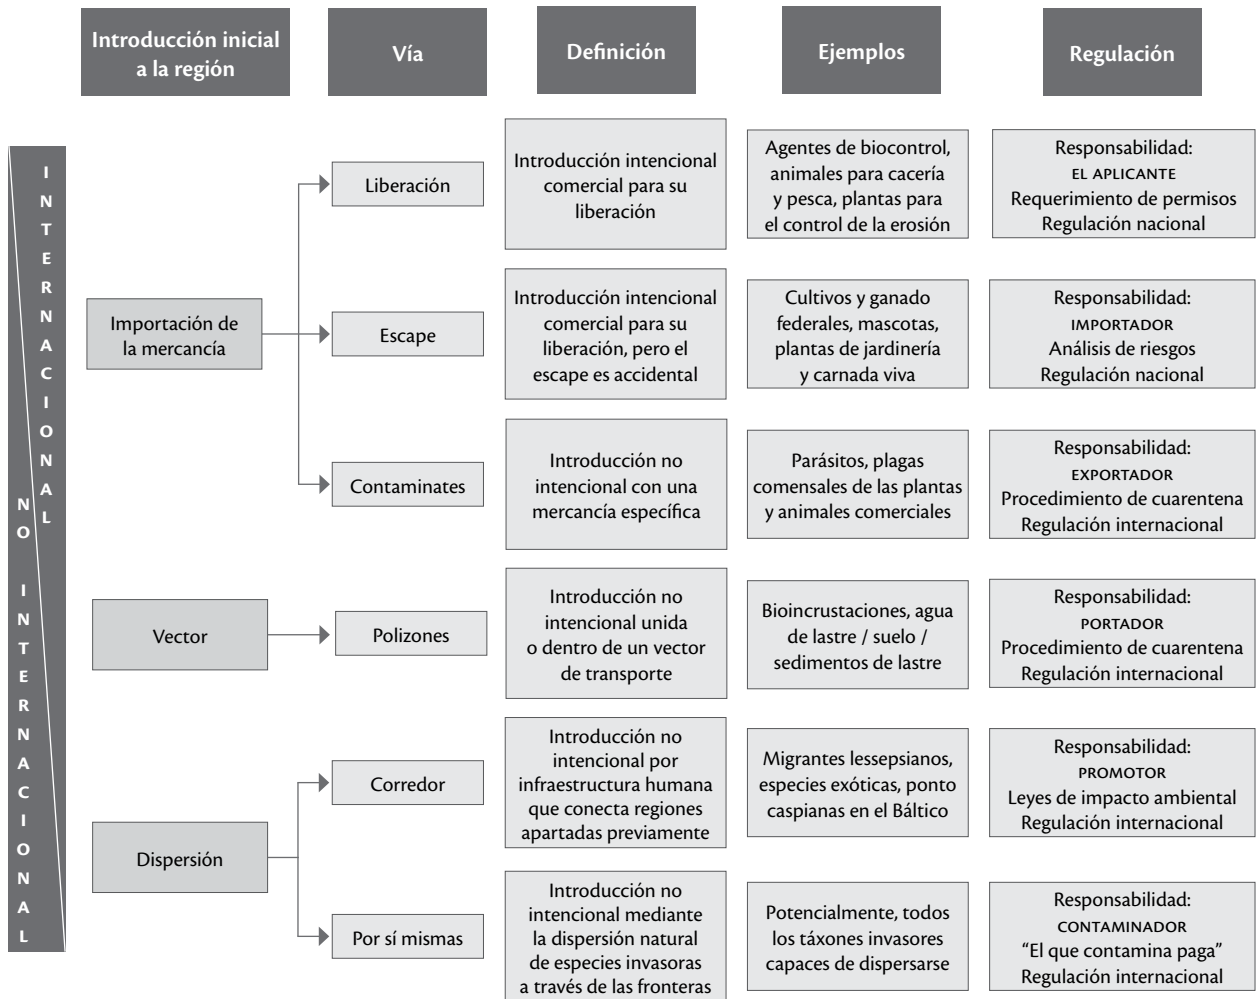 Introducción inicial
a la región
Vía
Definición
Ejemplos
Regulación
INTERNACIONAL
NO INTERNACIONAL
Importación de
la mercancía
Liberación
Introducción intencional
comercial para su
liberación
Agentes de biocontrol,
animales para cacería
y pesca, plantas para
el control de la erosión
Responsabilidad:
EL APLICANTE
Requerimiento de permisos
Regulación nacional
Escape
Introducción intencional
comercial para su
liberación, pero el
escape es accidental
Cultivos y ganado
federales, mascotas,
plantas de jardinería
y carnada viva
Responsabilidad:
IMPORTADOR
Análisis de riesgos
Regulación nacional
Contaminates
Introducción no
intencional con una
mercancía específica
Parásitos, plagas
comensales de las plantas
y animales comerciales
Responsabilidad:
EXPORTADOR
Procedimiento de cuarentena
Regulación internacional
Vector
Polizones
Introducción no
intencional unida
o dentro de un vector
de transporte
Bioincrustaciones, agua
de lastre / suelo /
sedimentos de lastre
Responsabilidad:
PORTADOR
Procedimiento de cuarentena
Regulación internacional
Dispersión
Corredor
Introducción no
intencional por
infraestructura humana
que conecta regiones
apartadas previamente
Migrantes lessepsianos,
especies exóticas, ponto
caspianas en el Báltico
Responsabilidad:
PROMOTOR
Leyes de impacto ambiental
Regulación internacional
Por sí mismas
Introducción no
intencional mediante
la dispersión natural
de especies invasoras
a través de las fronteras
Potencialmente, todos
los táxones invasores
capaces de dispersarse
Responsabilidad:
CONTAMINADOR
“El que contamina paga”
Regulación internacional